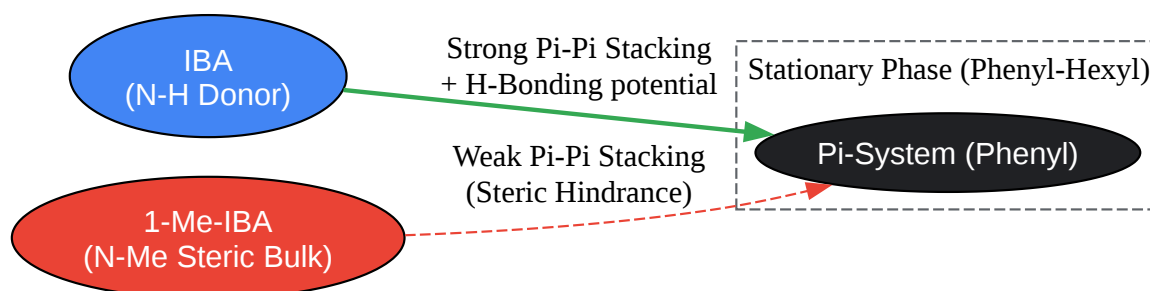 IBA
(N-H Donor)
Strong Pi-Pi Stacking
+ H-Bonding potential
Stationary Phase (Phenyl-Hexyl)
Pi-System (Phenyl)
Weak Pi-Pi Stacking
(Steric Hindrance)
1-Me-IBA
(N-Me Steric Bulk)